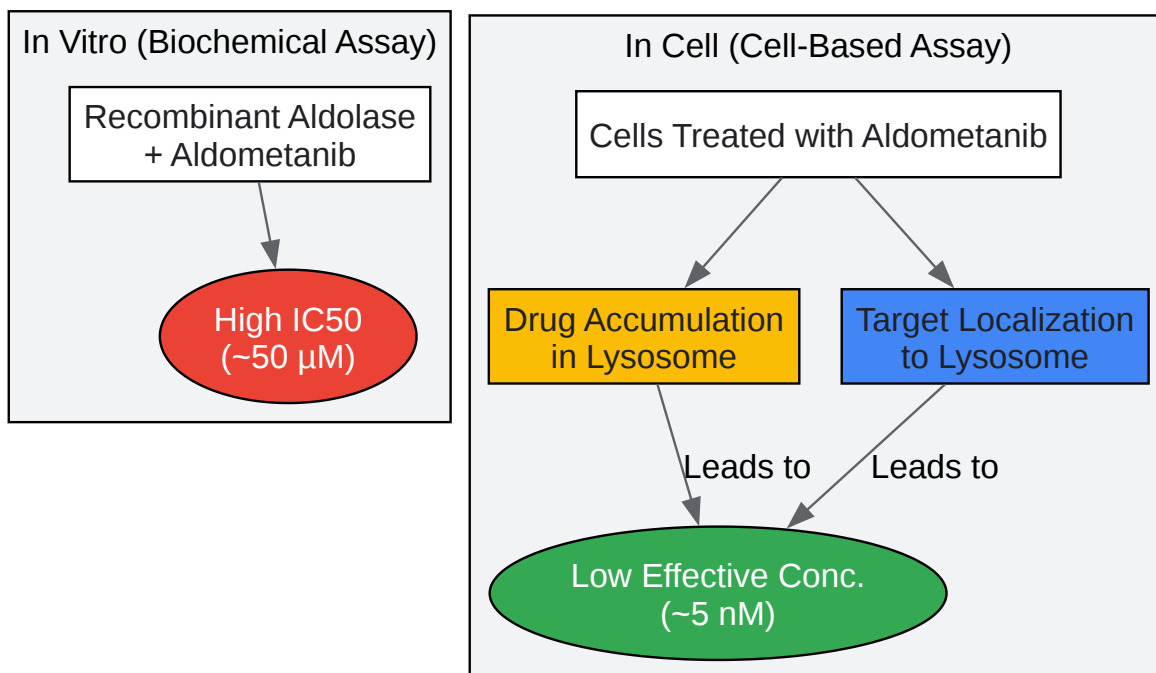 In Vitro (Biochemical Assay)
Recombinant Aldolase
+ Aldometanib
High IC50
(~50 µM)
In Cell (Cell-Based Assay)
Cells Treated with Aldometanib
Drug Accumulation
in Lysosome
Target Localization
to Lysosome
Leads to
Leads to
Low Effective Conc.
(~5 nM)